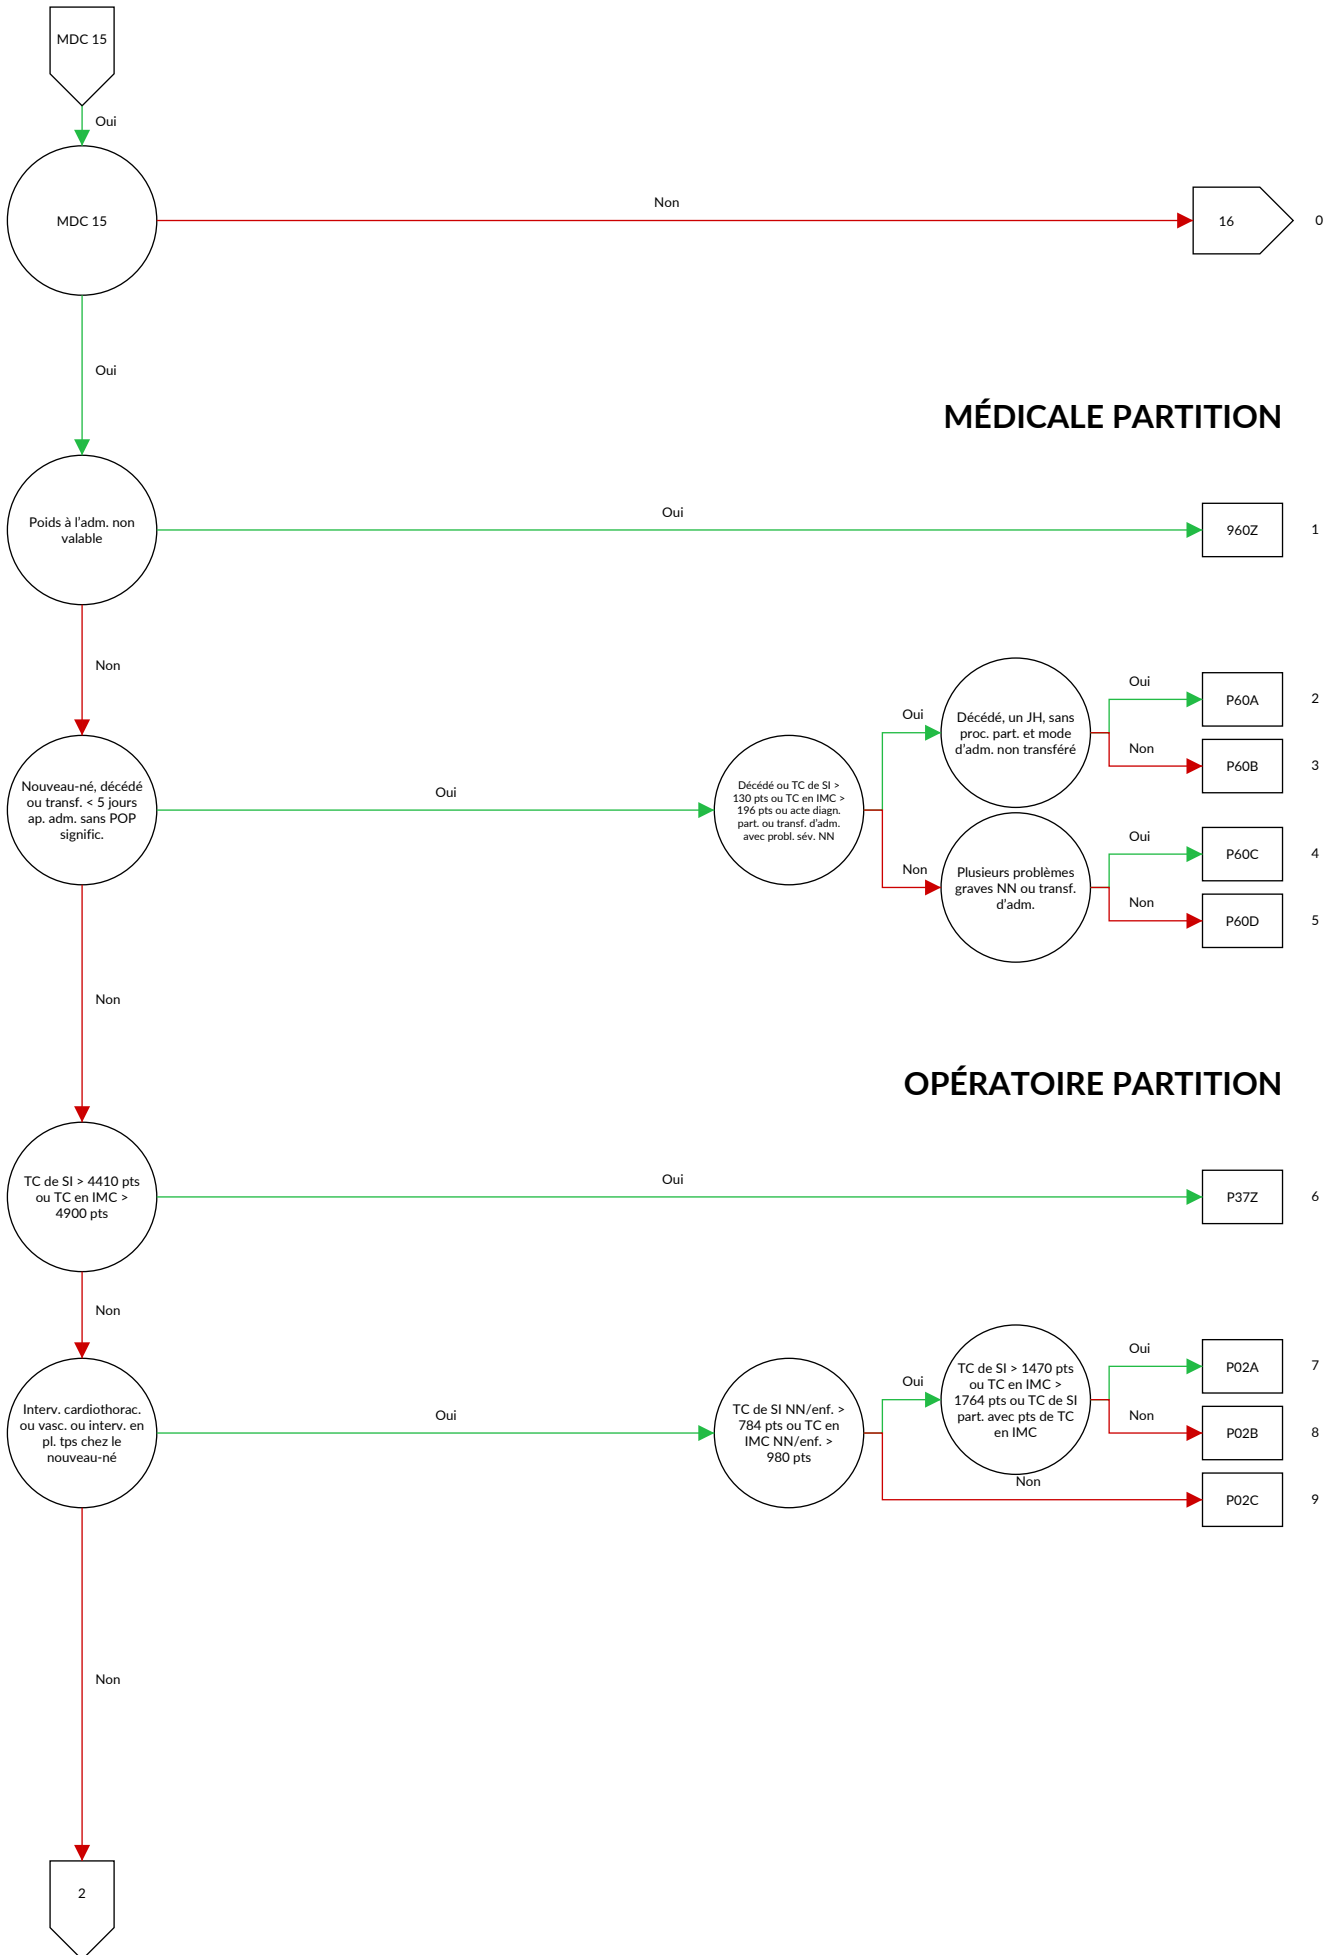 MDC 15
Oui
MDC 15
Non
16
0
Oui
MÉDICALE PARTITION
Poids à l'adm. non
valable
Oui
960Z
1
Non
Nouveau-né, décédé
ou transf. < 5 jours
ap. adm. sans POP
signific.
Oui
Décédé ou TC de SI >
130 pts ou TC en IMC >
196 pts ou acte diagn.
part. ou transf. d'adm.
avec probl. sév. NN
Oui
Décédé, un JH, sans
proc. part. et mode
d'adm. non transféré
Oui
P60A
2
Non
P60B
3
Non
Plusieurs problèmes
graves NN ou transf.
d'adm.
Oui
P60C
4
Non
P60D
5
Non
OPÉRATOIRE PARTITION
TC de SI > 4410 pts
ou TC en IMC >
4900 pts
Oui
P37Z
6
Non
Interv. cardiothorac.
ou vasc. ou interv. en
pl. tps chez le
nouveau-né
Oui
TC de SI NN/enf. >
784 pts ou TC en
IMC NN/enf. >
980 pts
Oui
TC de SI > 1470 pts
ou TC en IMC >
1764 pts ou TC de SI
part. avec pts de TC
en IMC
Oui
P02A
7
Non
P02B
8
Non
P02C
9
Non
2